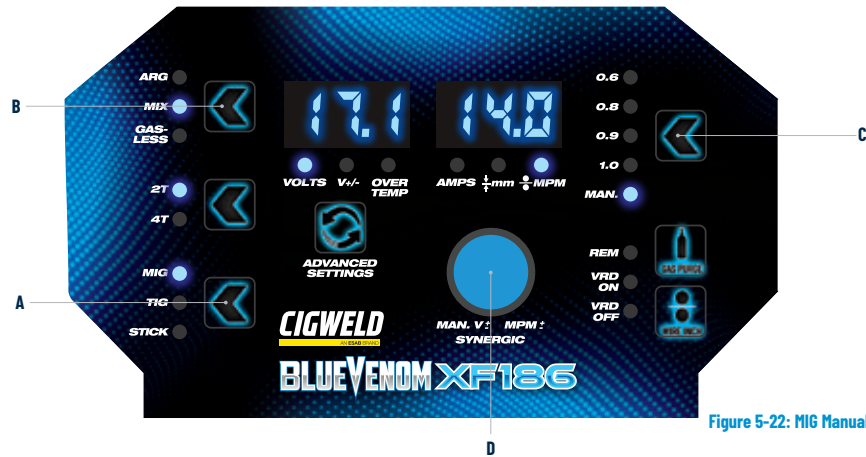 ARG
MIX
GAS-
LESS
B
2T
4T
MIG
TIG
STICK
A
17.1
14.0
VOLTS V+/- OVER
TEMP
AMPS mm MPM
ADVANCED
SETTINGS
MAN. V± MPM±
SYNERGIC
D
CIGWELD
AN ESAB BRAND
BLUEVENOM XF186
0.6
0.8
0.9
1.0
MAN.
C
REM
VRD
ON
VRD
OFF
GAS PURGE
WIRE INCH
Figure 5-22: MIG Manual